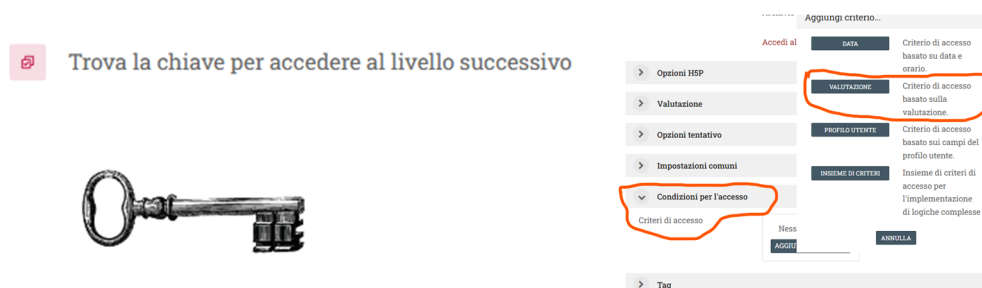 Trova la chiave per accedere al livello successivo
Aggiungi criterio...
Accedi al
DATA
Criterio di accesso
basato su data e
orario.
Opzioni H5P
VALUTAZIONE
Criterio di accesso
basato sulla
valutazione.
Valutazione
PROFILO UTENTE
Criterio di accesso
basato sui campi del
profilo utente.
Opzioni tentativo
Impostazioni comuni
INSIEME DI CRITERI
Insieme di criteri di
accesso per
l'implementazione
di logiche complesse
Condizioni per l'accesso
Criteri di accesso
Ness
AGGIU
ANNULLA
Tag